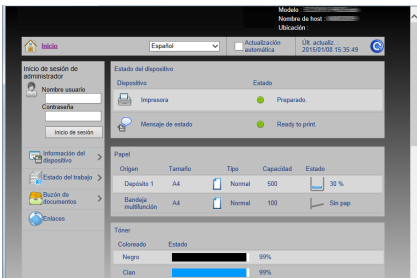 Modelo :
Nombre de host :
Ubicación :
Inicio
Español
Actualización automática
Últ. actualiz. :
2015/01/08 15:35:49
Inicio de sesión de
administrador
Nombre usuario
Contraseña
Inicio de sesión
Información del
dispositivo
Estado del trabajo
Buzón de
documentos
Enlaces
Estado del dispositivo
Dispositivo Estado
Impresora Preparado.
Mensaje de estado Ready to print.
Papel
Origen Tamaño Tipo Capacidad Estado
Depósito 1 A4 Normal 500 30 %
Bandeja
multifunción A4 Normal 100 Sin pap
Tóner
Coloreado Estado
Negro 99%
Cian 99%